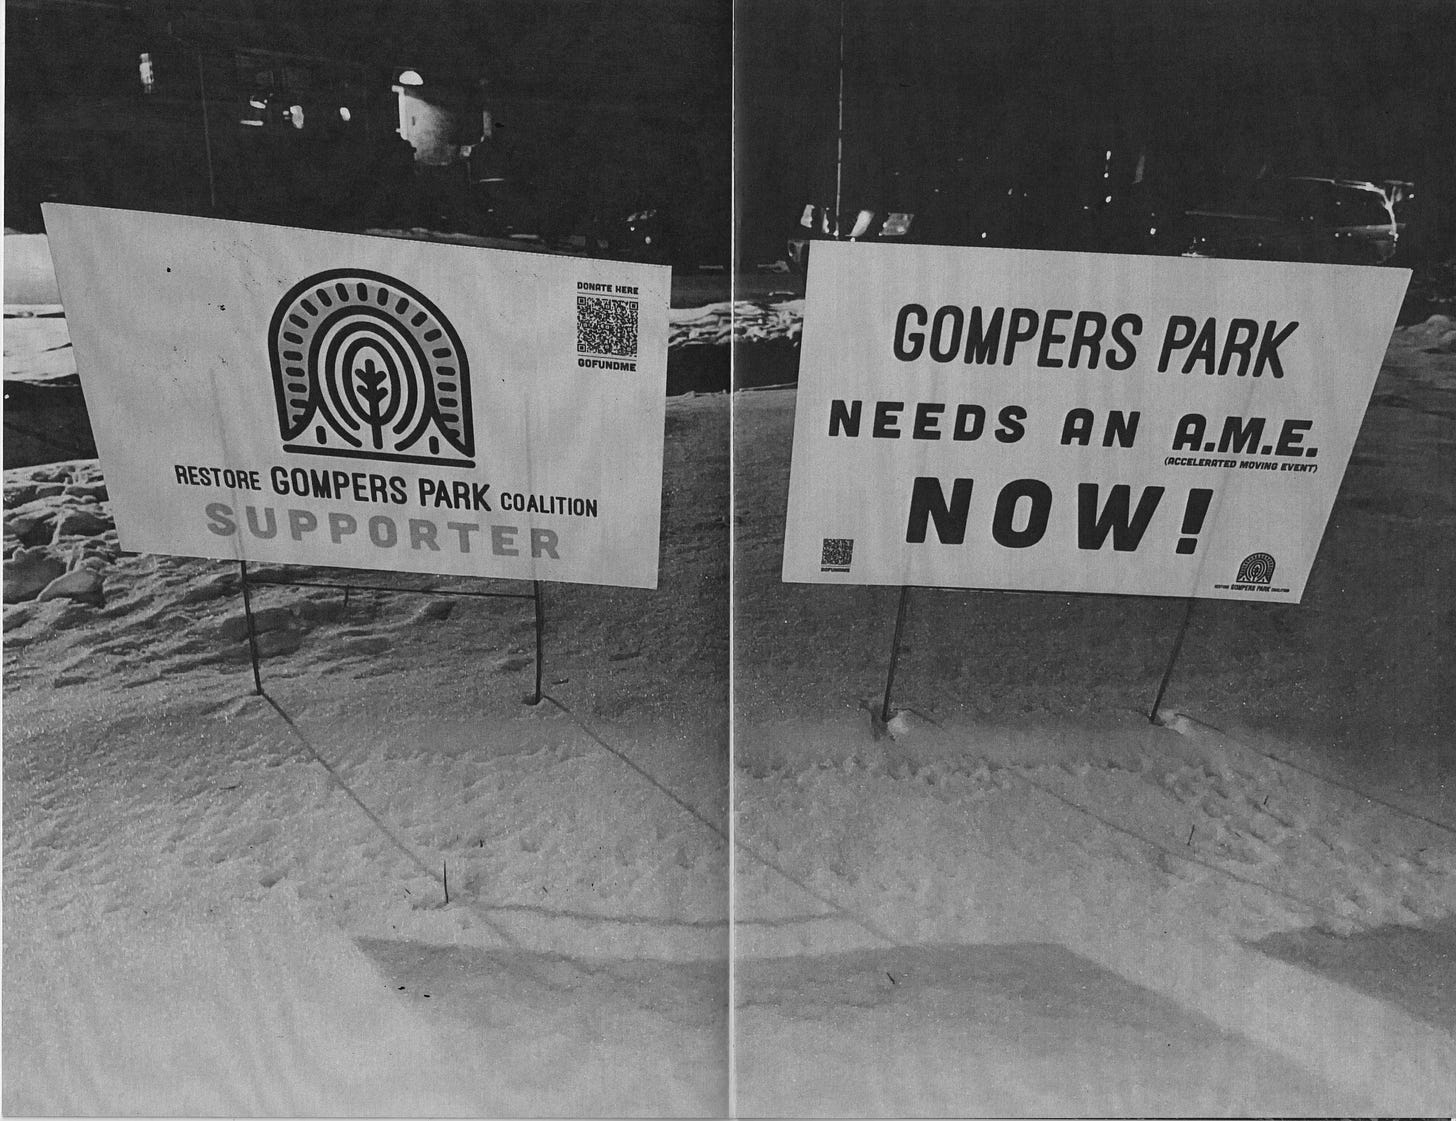 DONATE HERE
GOFUNDME
RESTORE GOMPERS PARK COALITION
SUPPORTER
GOMPERS PARK
NEEDS AN A.M.E.
(ACCELERATED MOVING EVENT)
NOW!
GOFUNDME
RESTORE GOMPERS PARK COALITION